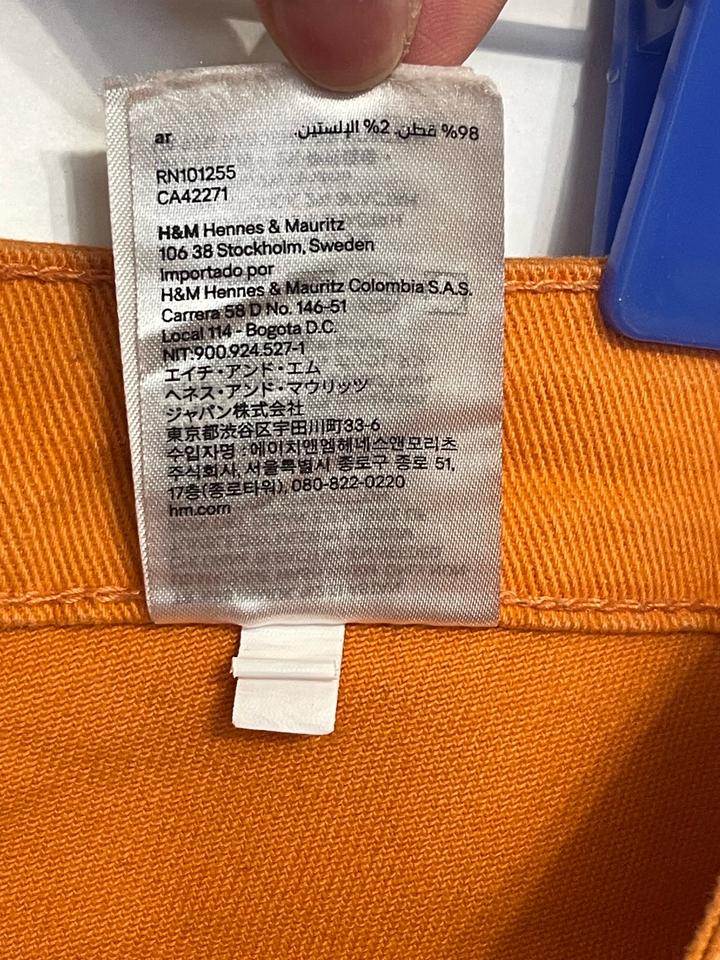 ar
98% قطن. 2% إيلستين.
RN101255
CA42271
H&M Hennes & Mauritz
106 38 Stockholm, Sweden
Importado por
H&M Hennes & Mauritz Colombia S.A.S.
Carrera 58 D No. 146-51
Local 114 - Bogota D.C.
NIT:900.924.527-1
エイチ・アンド・エム
ヘネス・アンド・マウリッツ
ジャパン株式会社
東京都渋谷区宇田川町33-6
수입자명 : 에이치앤엠헤네스앤모리츠
주식회사, 서울특별시 종로구 종로 51,
17층(종로타워), 080-822-0220
hm.com